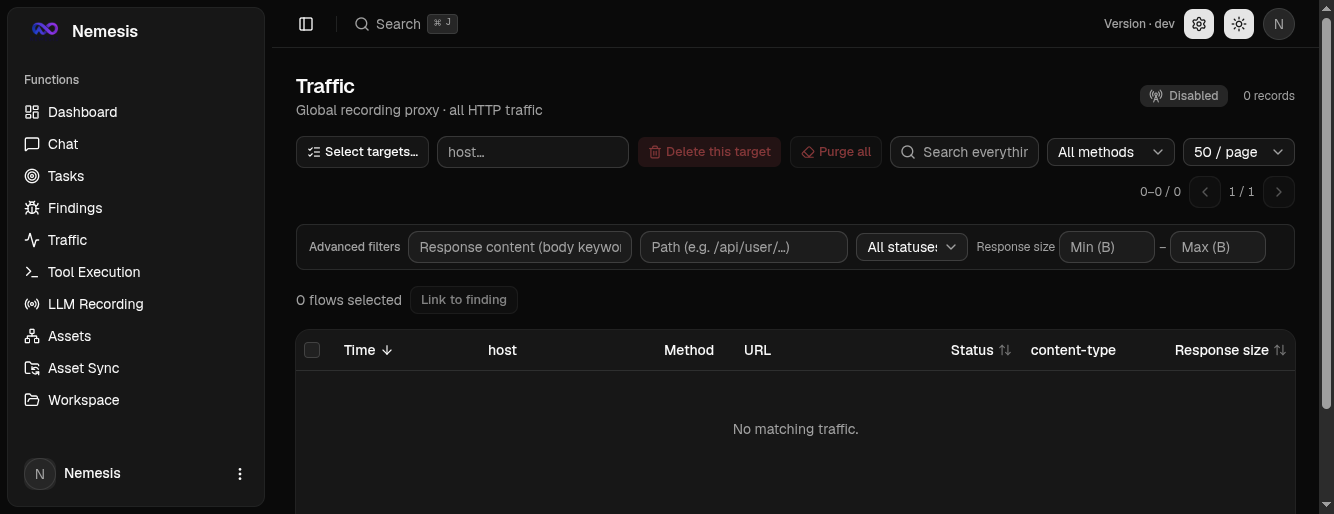 Nemesis
Functions
Dashboard
Chat
Tasks
Findings
Traffic
Tool Execution
LLM Recording
Assets
Asset Sync
Workspace
N Nemesis
Search ⌘ J
Version · dev N
Traffic
Global recording proxy · all HTTP traffic
Disabled 0 records
Select targets... host... Delete this target Purge all Search everythin All methods 50 / page
0–0 / 0 1 / 1
Advanced filters Response content (body keywor Path (e.g. /api/user/...) All statuses Response size Min (B) – Max (B)
0 flows selected Link to finding
Time ↓ host Method URL Status content-type Response size
No matching traffic.